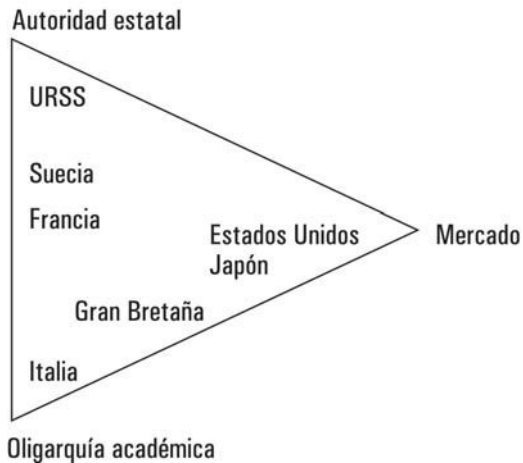 Autoridad estatal
URSS
Suecia
Francia
Estados Unidos
Japón
Mercado
Gran Bretaña
Italia
Oligarquía académica